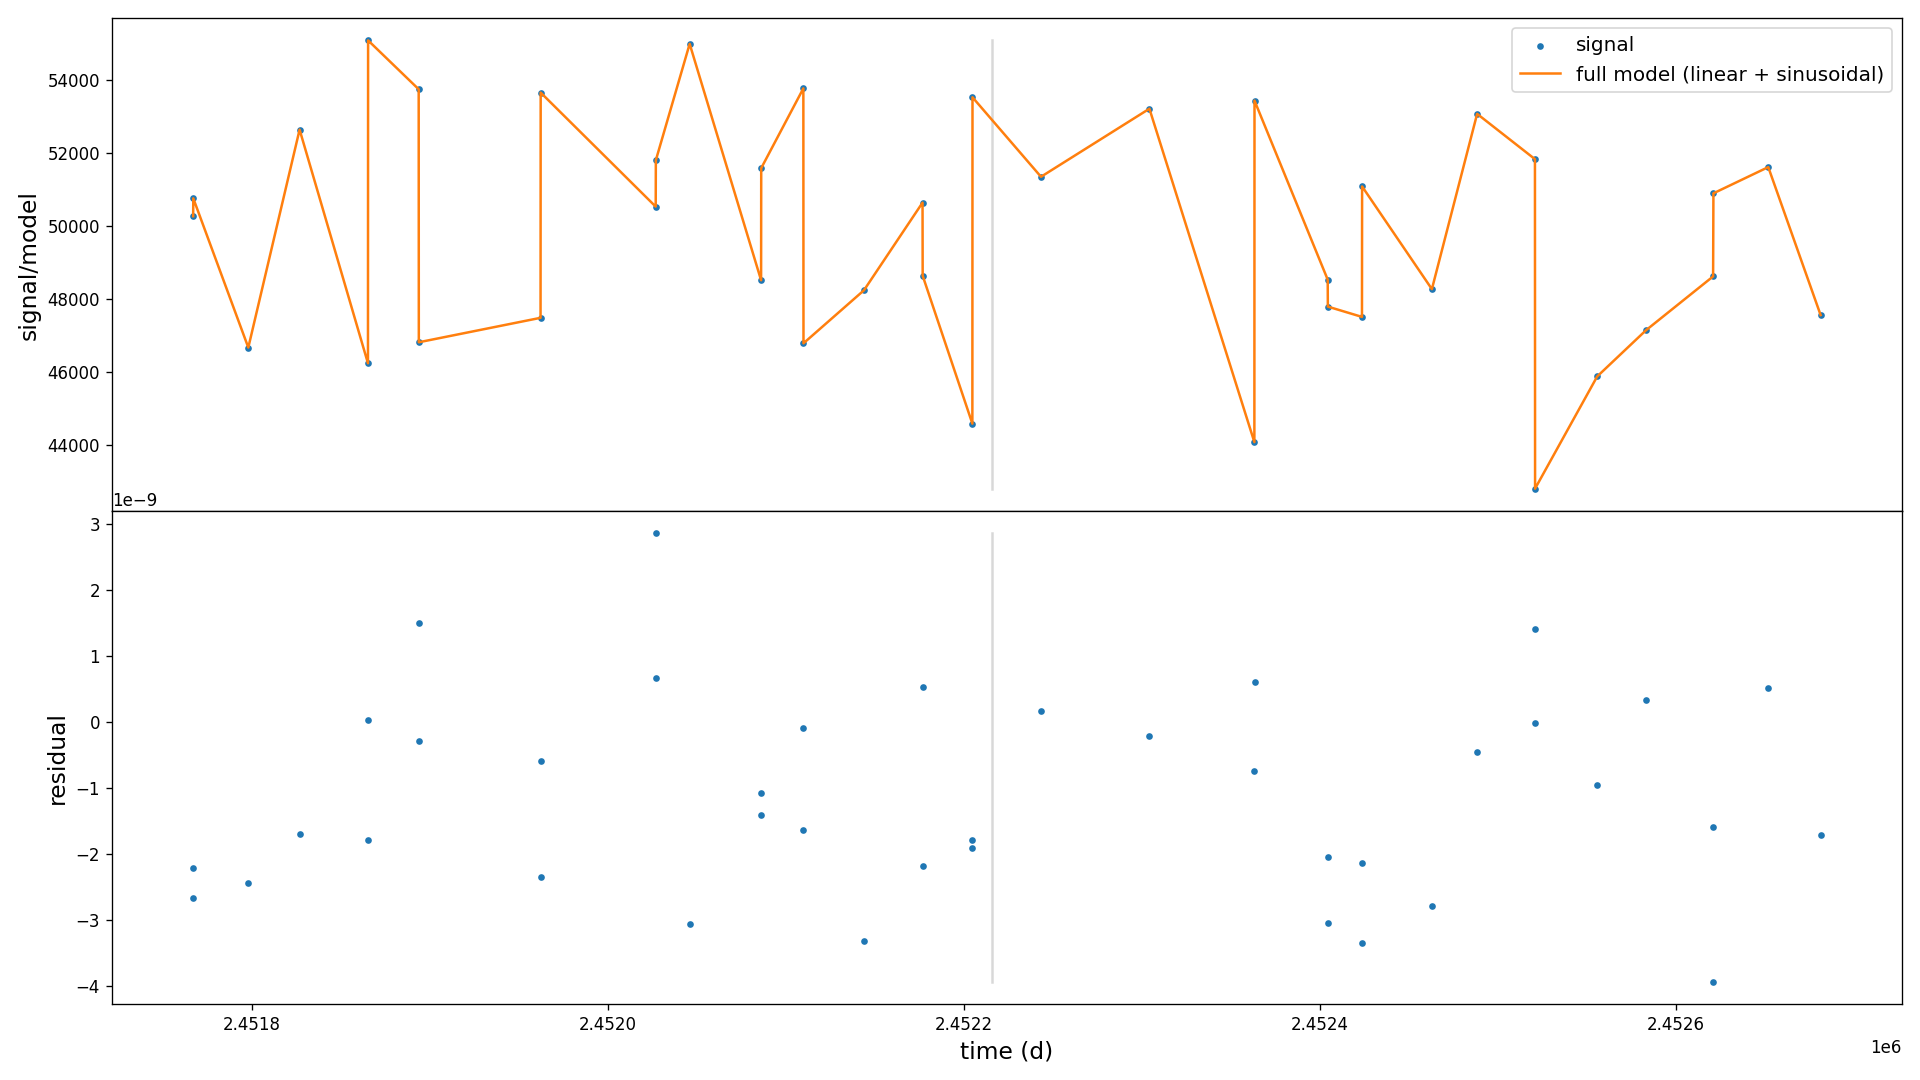 signal
full model (linear + sinusoidal)
54000
52000
50000
48000
46000
44000
signal/model
1e−9
3
2
1
0
−1
−2
−3
−4
residual
2.4518
2.4520
2.4522
2.4524
2.4526
time (d)
1e6